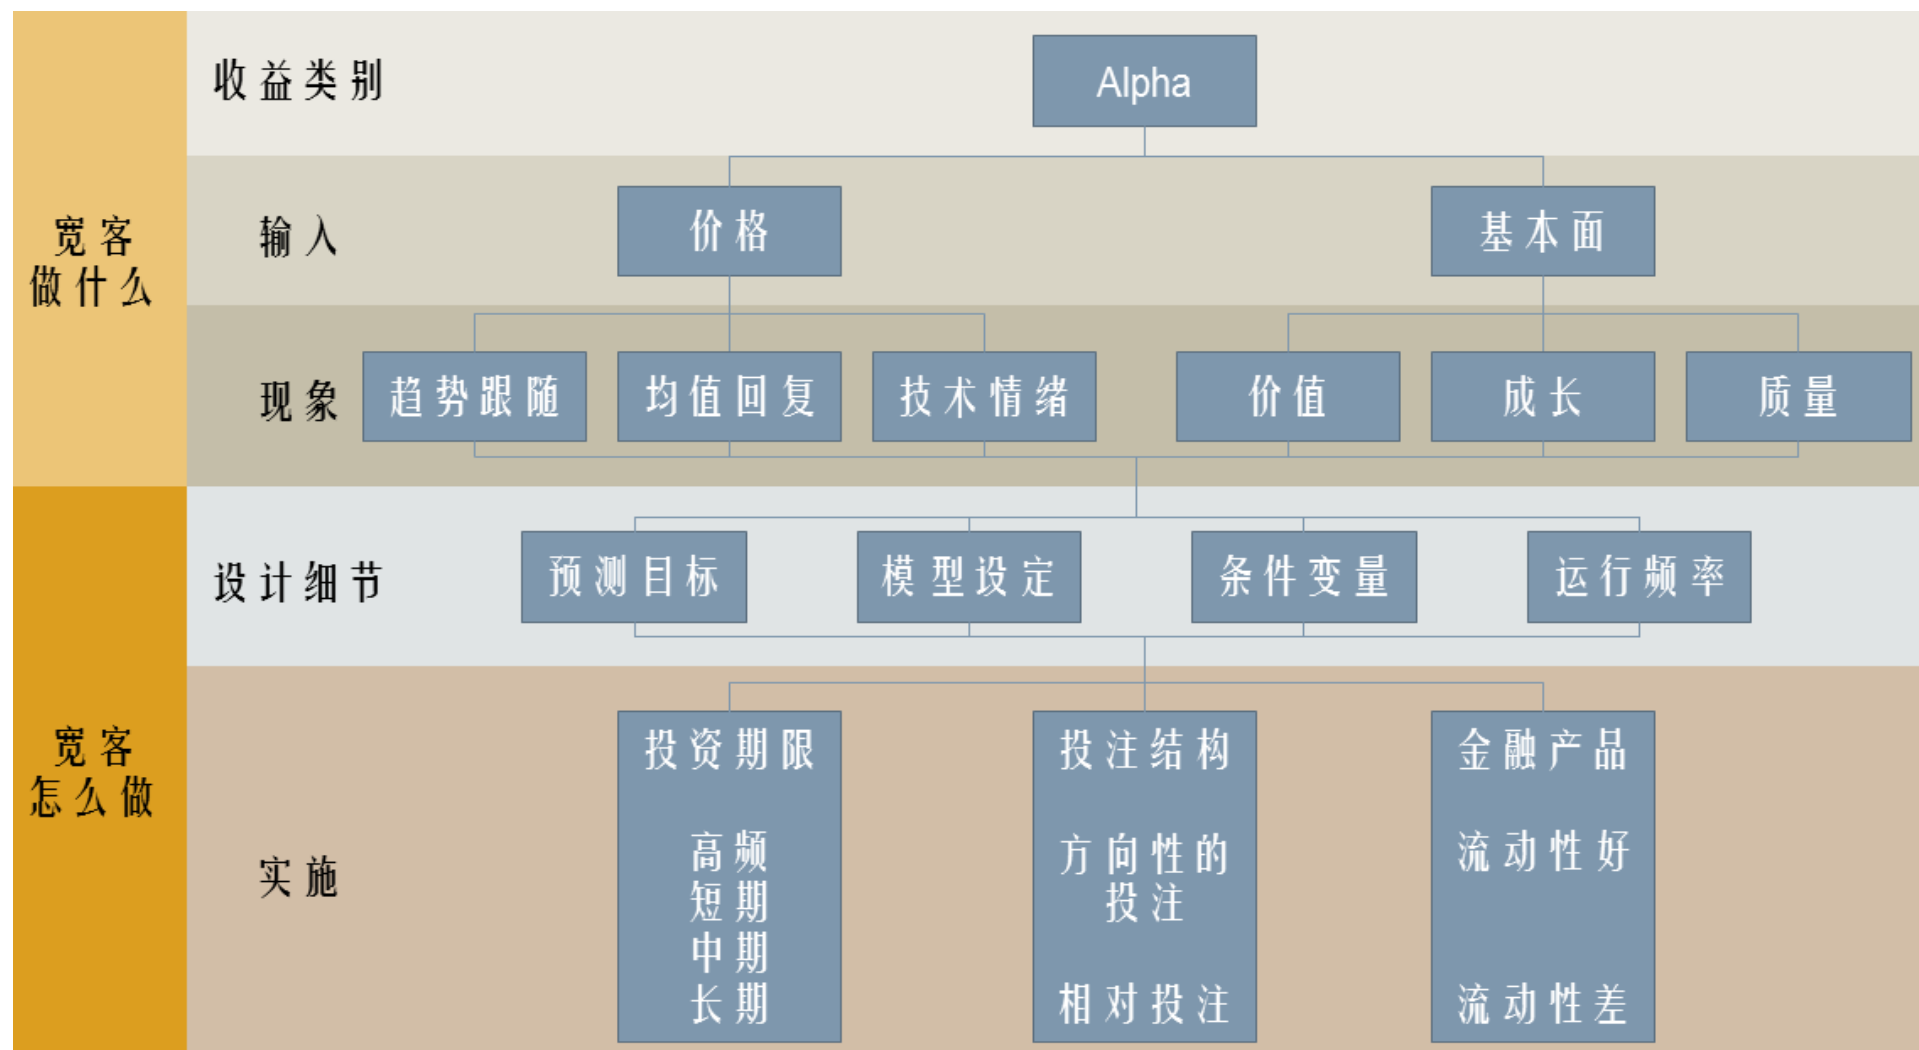 收益类别
Alpha
宽客
做什么
输入
价格
基本面
现象
趋势跟随
均值回复
技术情绪
价值
成长
质量
设计细节
预测目标
模型设定
条件变量
运行频率
宽客
怎么做
实施
投资期限
高频
短期
中期
长期
投注结构
方向性的
投注
相对投注
金融产品
流动性好
流动性差